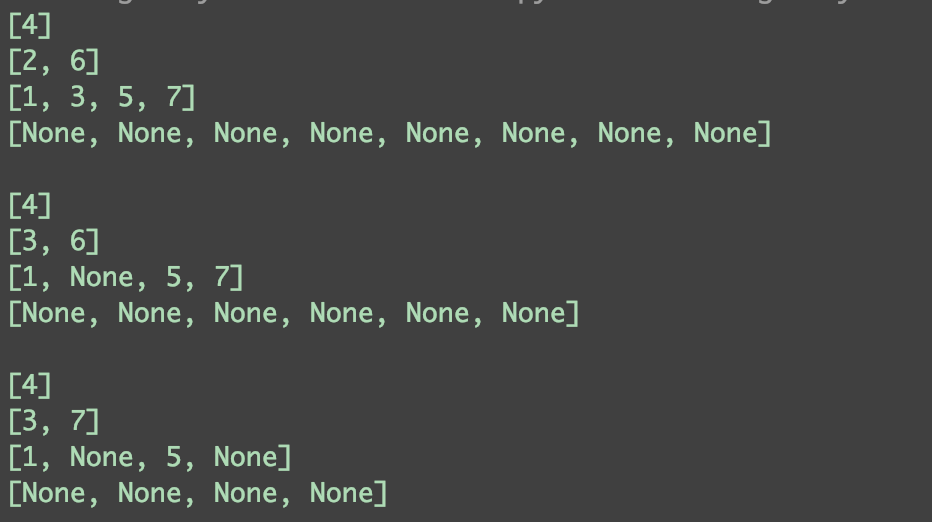 [4]
[2, 6]
[1, 3, 5, 7]
[None, None, None, None, None, None, None, None]
[4]
[3, 6]
[1, None, 5, 7]
[None, None, None, None, None, None]
[4]
[3, 7]
[1, None, 5, None]
[None, None, None, None]